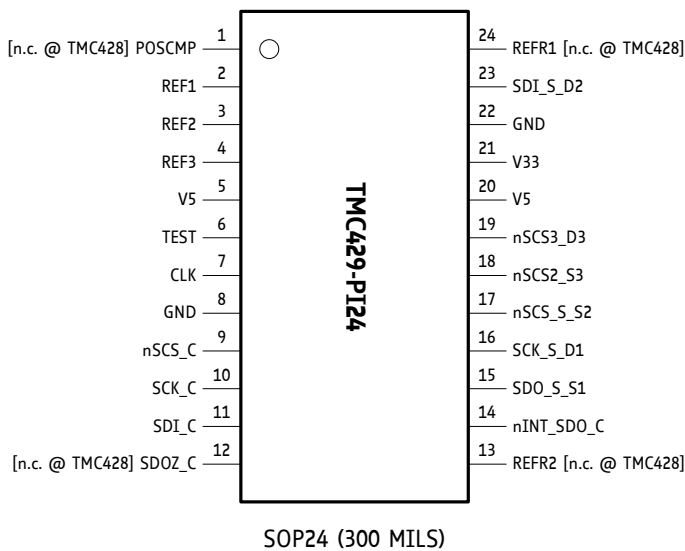 [n.c. @ TMC428] POSCMP 1 24 REFR1 [n.c. @ TMC428]
REF1 2 23 SDI_S_D2
REF2 3 22 GND
REF3 4 21 V33
V5 5 20 V5
TEST 6 19 nSCS3_D3
CLK 7 18 nSCS2_S3
GND 8 17 nSCS_S_S2
nSCS_C 9 16 SCK_S_D1
SCK_C 10 15 SDO_S_S1
SDI_C 11 14 nINT_SDO_C
[n.c. @ TMC428] SDOZ_C 12 13 REFR2 [n.c. @ TMC428]
TMC429-PI24
SOP24 (300 MILS)